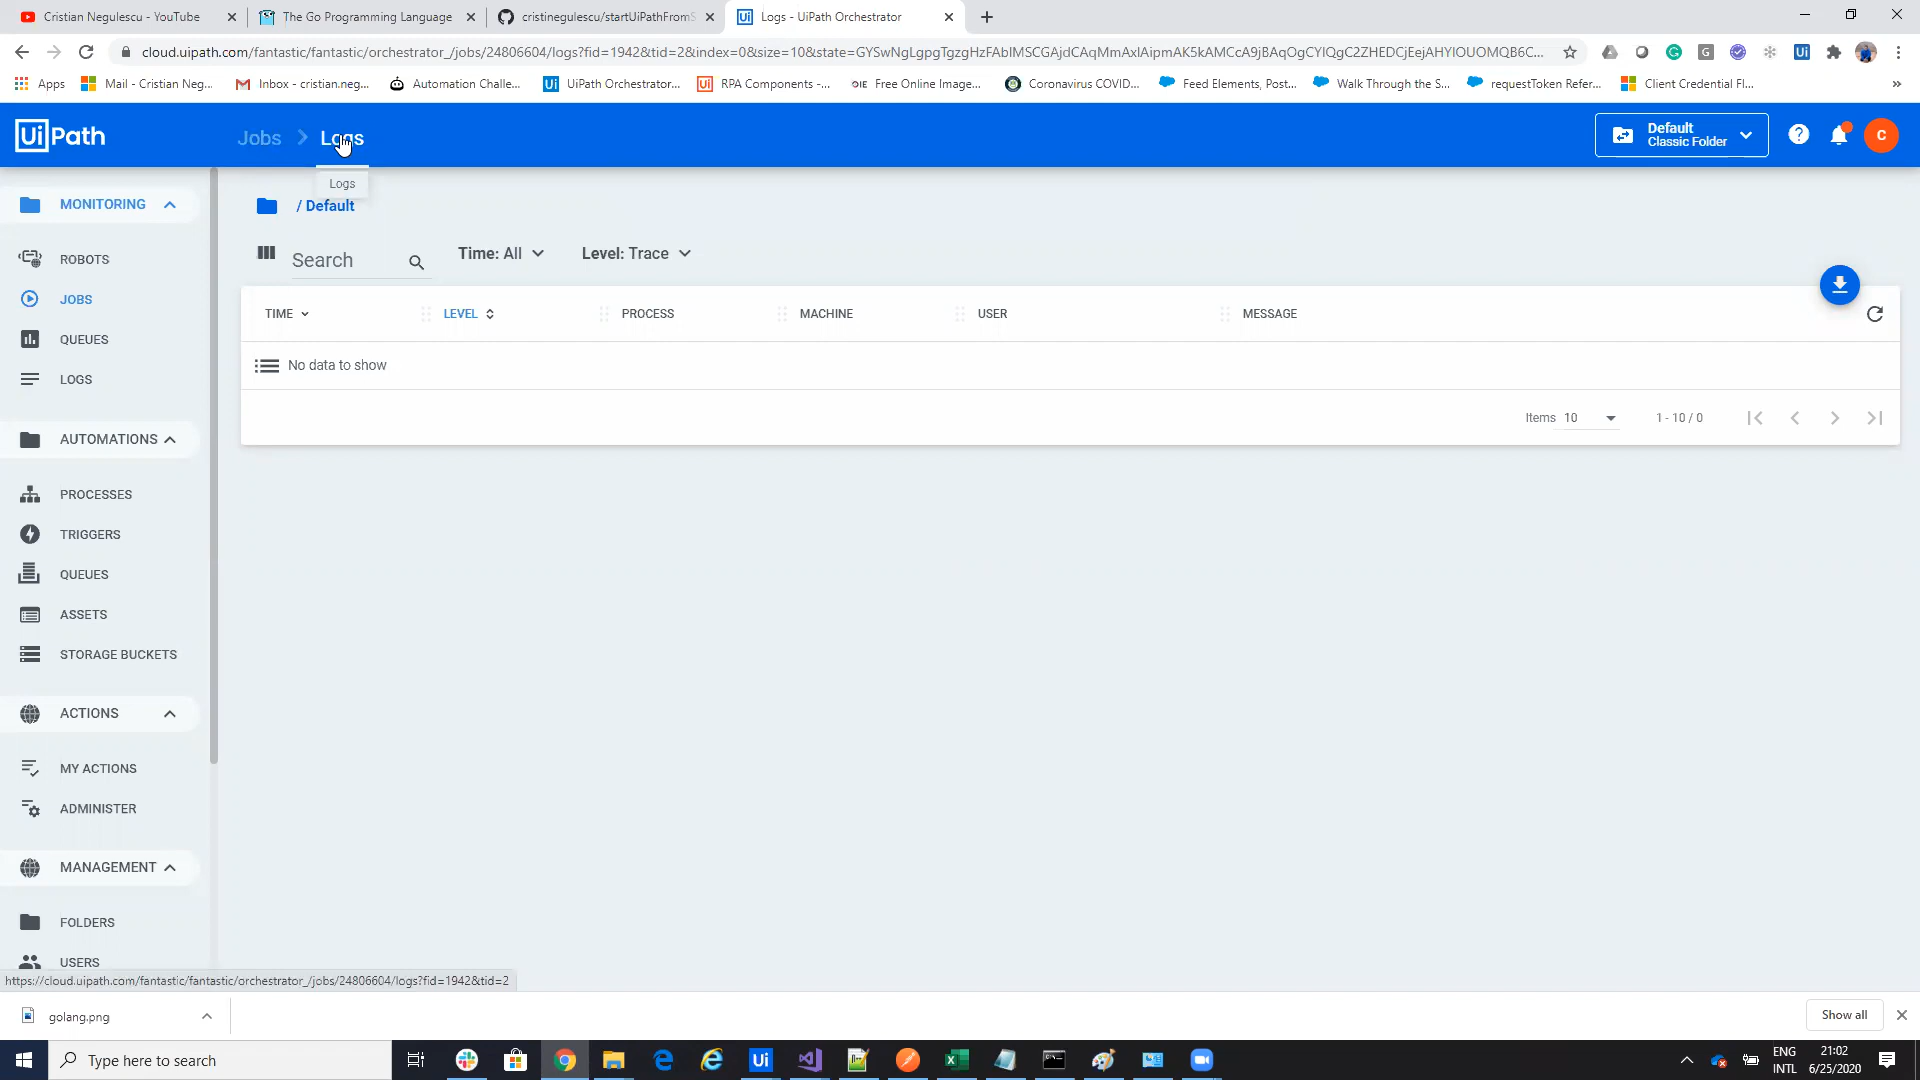 Cristian Negulescu - YouTube
The Go Programming Language
cristinegulescu/startUiPathFromS
Logs - UiPath Orchestrator
cloud.uipath.com/fantastic/fantastic/orchestrator_/jobs/24806604/logs?fid=1942&tid=2&index=0&size=10&state=
Apps
Mail - Cristian Neg...
Inbox - cristian.neg...
Automation Challe...
UiPath Orchestrator...
RPA Components -...
Free Online Image...
Coronavirus COVID...
Feed Elements, Post...
Walk Through the S...
requestToken Refer...
Client Credential Fl...
UiPath
Jobs
Logs
Default
Classic Folder
C
Logs
MONITORING
/ Default
ROBOTS
Search
Time: All
Level: Trace
JOBS
TIME
LEVEL
PROCESS
MACHINE
USER
MESSAGE
QUEUES
No data to show
LOGS
Items 10
1 - 10 / 0
AUTOMATIONS
PROCESSES
TRIGGERS
QUEUES
ASSETS
STORAGE BUCKETS
ACTIONS
MY ACTIONS
ADMINISTER
MANAGEMENT
FOLDERS
USERS
https://cloud.uipath.com/fantastic/fantastic/orchestrator_/jobs/24806604/logs?fid=1942&tid=2
golang.png
Show all
Type here to search
ENG
INTL
21:02
6/25/2020